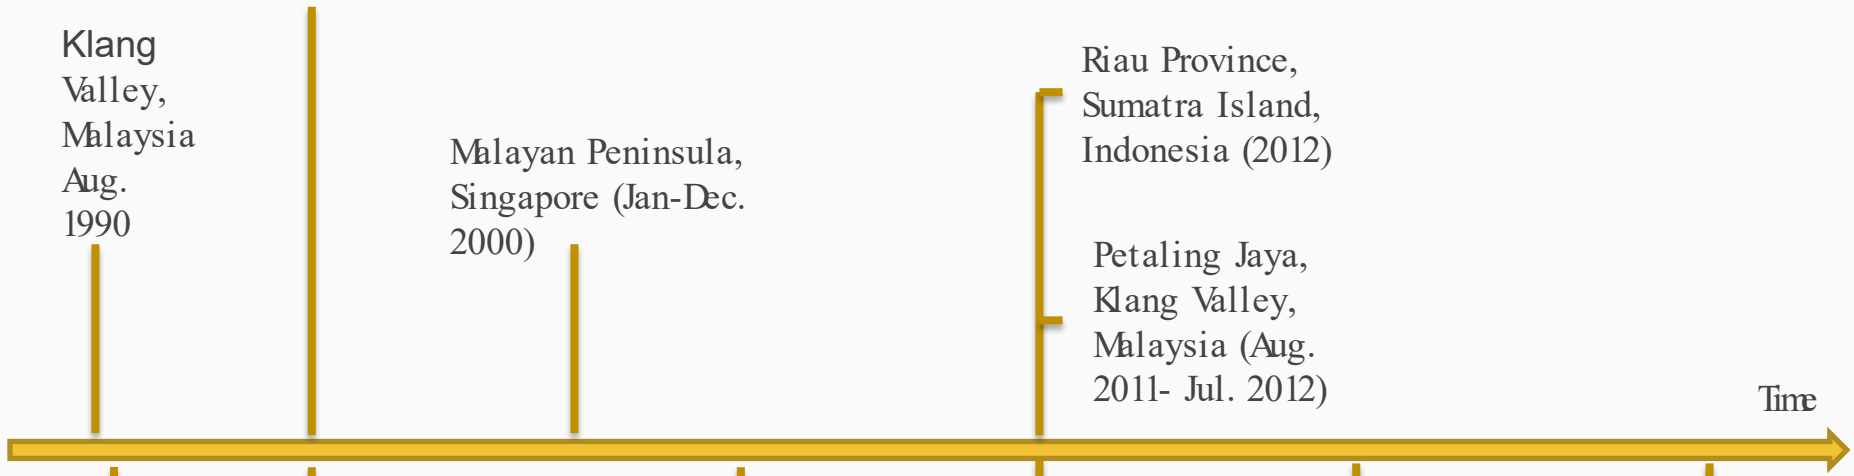 Klang
Valley,
Malaysia
Aug.
1990
Malayan Peninsula,
Singapore (Jan-Dec.
2000)
Riau Province,
Sumatra Island,
Indonesia (2012)
Petaling Jaya,
Klang Valley,
Malaysia (Aug.
2011- Jul. 2012)
Time